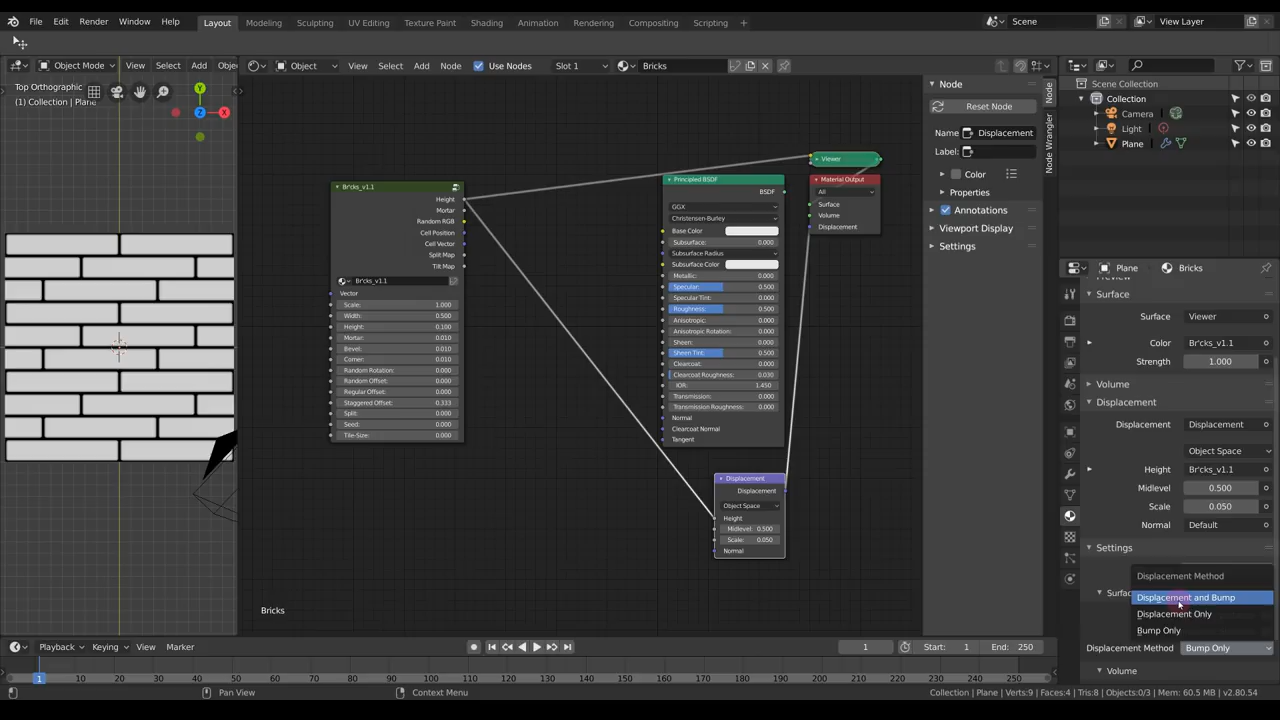 File Edit Render Window Help Layout Modeling Sculpting UV Editing Texture Paint Shading Animation Rendering Compositing Scripting + Scene View Layer
Object Mode View Select Add Obje
Object View Select Add Node Use Nodes Slot 1 Bricks
Top Orthographic
(1) Collection | Plane
Y
X
Z
Bricks_v1.1
Height
Mortar
Random RGB
Cell Position
Cell Vector
Split Map
Tilt Map
Bricks_v1.1
Vector
Scale: 1.000
Width: 0.500
Height: 0.100
Mortar: 0.010
Bevel: 0.010
Corner: 0.010
Random Rotation: 0.000
Random Offset: 0.000
Regular Offset: 0.000
Staggered Offset: 0.333
Split: 0.000
Seed: 0.000
Tile-Size: 0.000
Principled BSDF
BSDF
GGX
Christensen-Burley
Base Color
Subsurface: 0.000
Subsurface Radius
Subsurface Color
Metallic: 0.000
Specular: 0.500
Specular Tint: 0.000
Roughness: 0.500
Anisotropic: 0.000
Anisotropic Rotation: 0.000
Sheen: 0.000
Sheen Tint: 0.500
Clearcoat: 0.000
Clearcoat Roughness: 0.030
IOR: 1.450
Transmission: 0.000
Transmission Roughness: 0.000
Normal
Clearcoat Normal
Tangent
Viewer
Material Output
All
Surface
Volume
Displacement
Displacement
Displacement
Object Space
Height
Midlevel: 0.500
Scale: 0.050
Normal
Bricks
Node
Reset Node
Name Displacement
Label:
Color
Properties
Annotations
Viewport Display
Settings
Node
Node Wrangler
Scene Collection
Collection
Camera
Light
Plane
Plane Bricks
Preview
Surface
Surface Viewer
Color Br'cks_v1.1
Strength 1.000
Volume
Displacement
Displacement Displacement
Object Space
Height Br'cks_v1.1
Midlevel 0.500
Scale 0.050
Normal Default
Settings
Displacement Method
Surfac
Displacement and Bump
Displacement Only
Bump Only
Displacement Method Bump Only
Volume
Playback Keying View Marker 1 Start: 1 End: 250
1 10 20 30 40 50 60 70 80 90 100 110 120 130 140 150 160 170 180 190 200 210 220 230 240 250
Pan View Context Menu Collection | Plane | Verts:9 | Faces:4 | Tris:8 | Objects:0/3 | Mem: 60.5 MB | v2.80.54